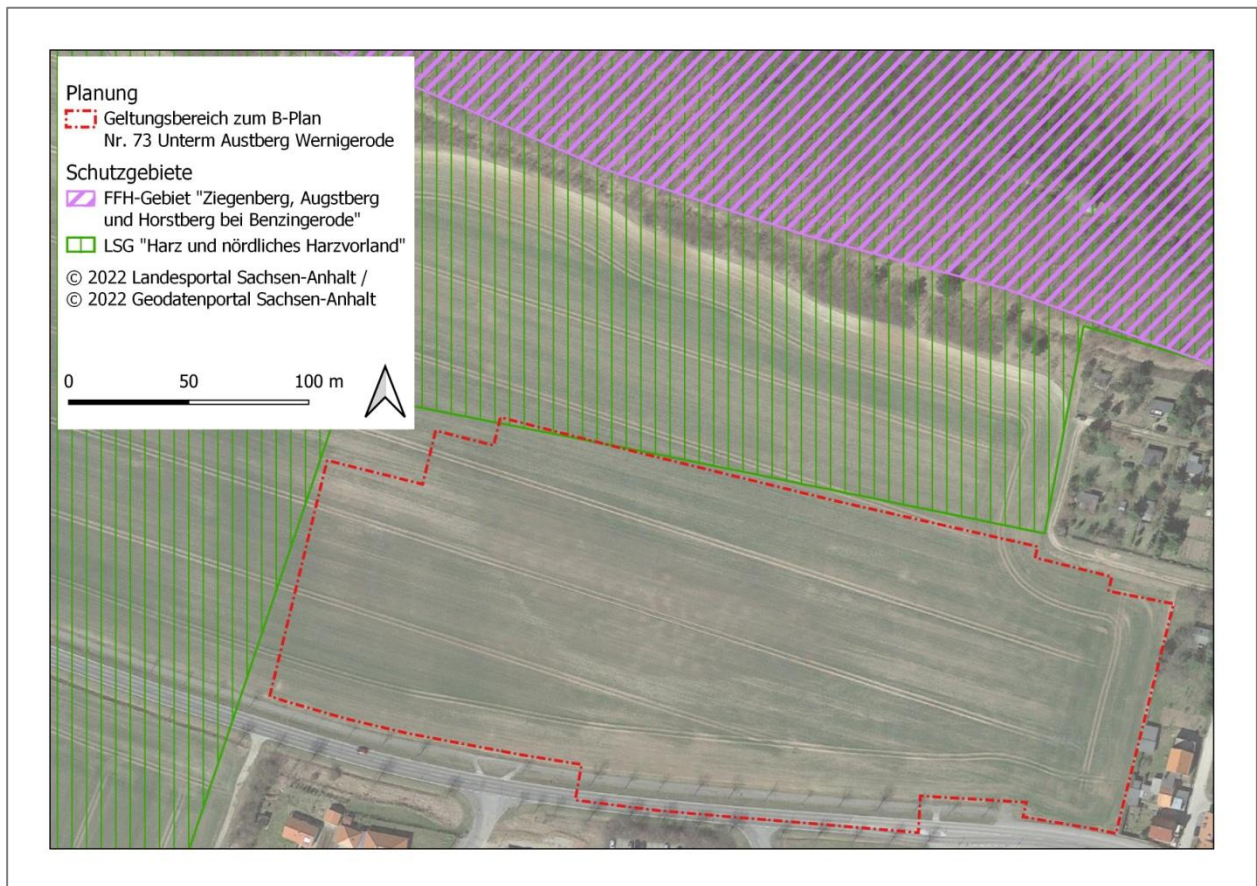 Planung
Geltungsbereich zum B-Plan
Nr. 73 Unterm Austberg Wernigerode
Schutzgebiete
FFH-Gebiet "Ziegenberg, Augstberg
und Horstberg bei Benzingerode"
LSG "Harz und nördliches Harzvorland"
© 2022 Landesportal Sachsen-Anhalt /
© 2022 Geodatenportal Sachsen-Anhalt
0 50 100 m